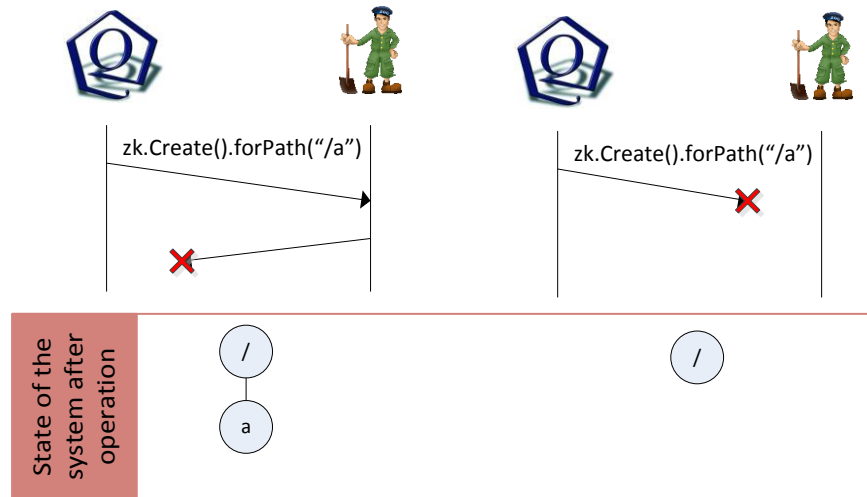 Q
Q
zk.Create().forPath(“/a”)
zk.Create().forPath(“/a”)
State of the
system after
operation
/
a
/